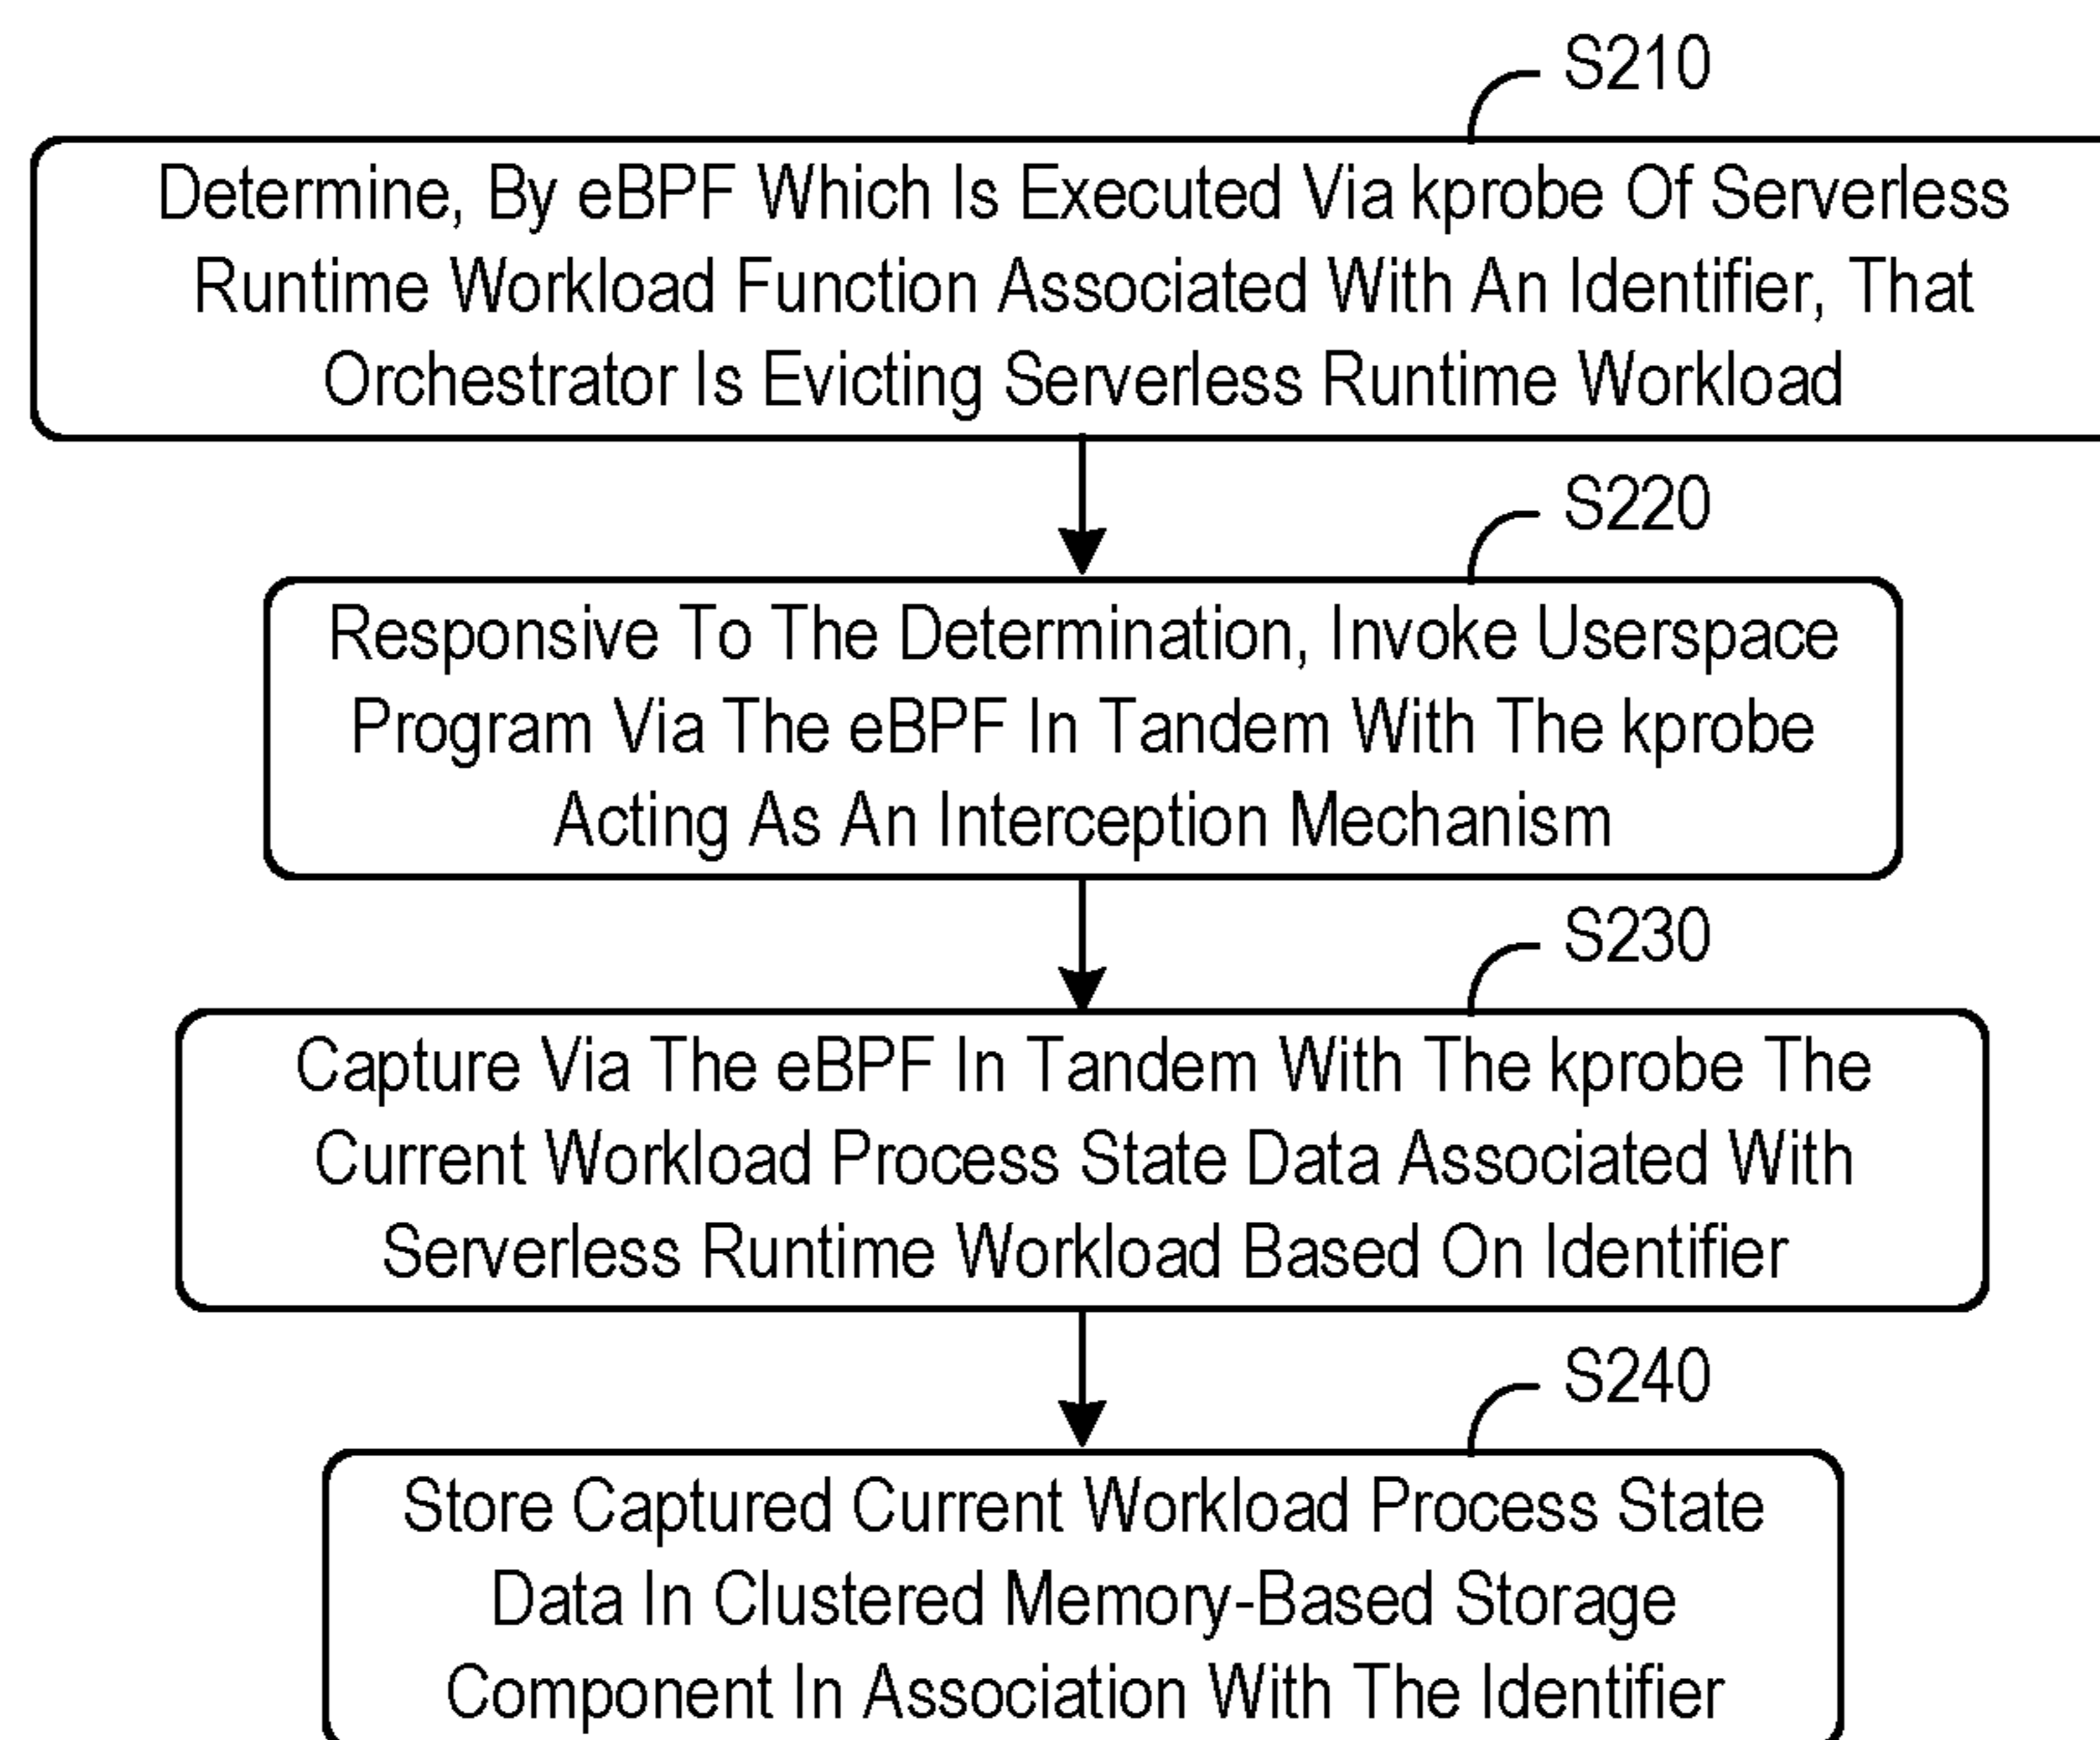 S210
Determine, By eBPF Which Is Executed Via kprobe Of Serverless
Runtime Workload Function Associated With An Identifier, That
Orchestrator Is Evicting Serverless Runtime Workload
S220
Responsive To The Determination, Invoke Userspace
Program Via The eBPF In Tandem With The kprobe
Acting As An Interception Mechanism
S230
Capture Via The eBPF In Tandem With The kprobe The
Current Workload Process State Data Associated With
Serverless Runtime Workload Based On Identifier
S240
Store Captured Current Workload Process State
Data In Clustered Memory-Based Storage
Component In Association With The Identifier